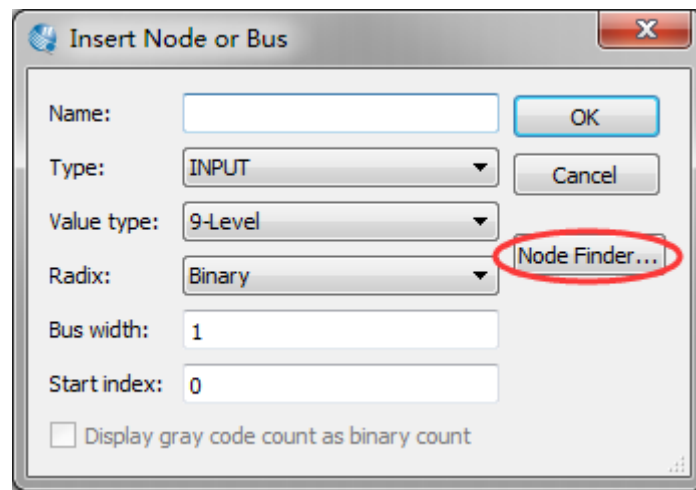 Insert Node or Bus
Name:
OK
Type:
INPUT
Cancel
Value type:
9-Level
Node Finder...
Radix:
Binary
Bus width:
1
Start index:
0
Display gray code count as binary count